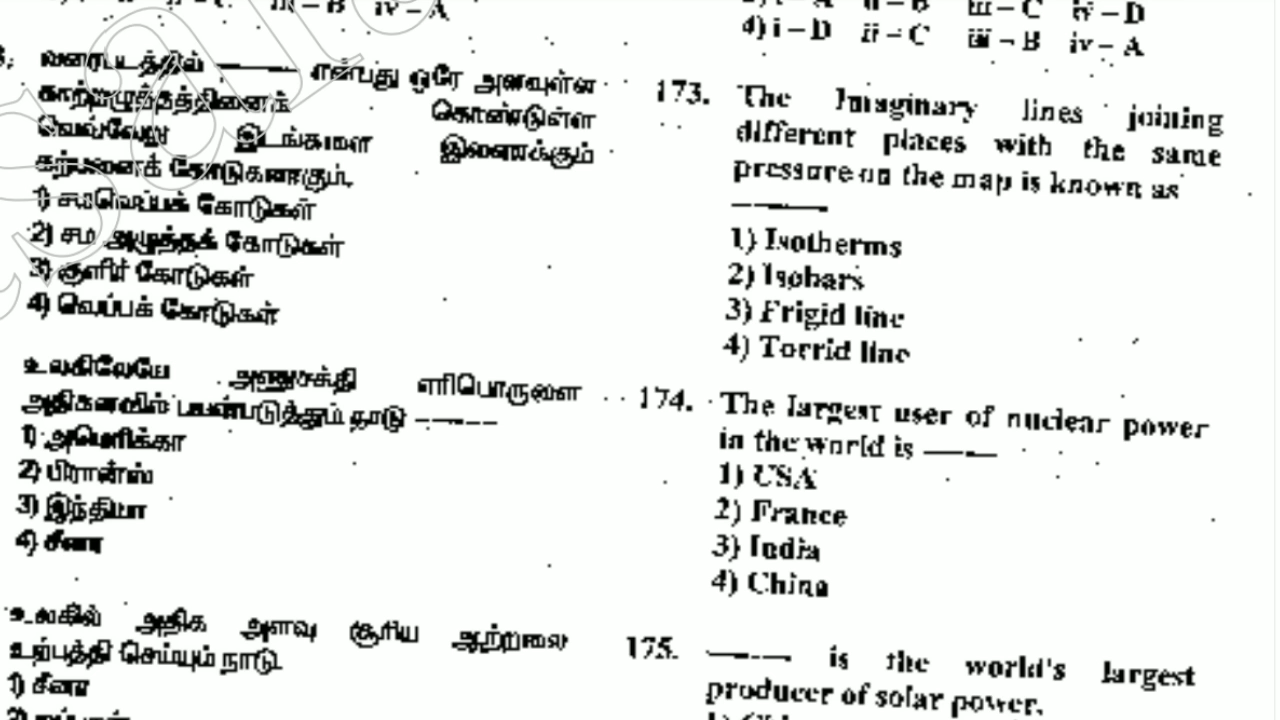 iii – B iv – A
வரைபடத்தில் ——— என்பது ஒரே அளவுள்ள
காற்றழுத்தத்தினைக் கொண்டுள்ள
வெவ்வேறு இடங்களை இணைக்கும்
கற்பனைக் கோடுகளாகும்.
1) சமவெப்பக் கோடுகள்
2) சம அழுத்தக் கோடுகள்
3) குளிர் கோடுகள்
4) வெப்பக் கோடுகள்
உலகிலேயே அணுசக்தி எரிபொருளை
அதிகளவில் பயன்படுத்தும் நாடு ———
1) அமெரிக்கா
2) பிரான்ஸ்
3) இந்தியா
4) சீனா
உலகில் அதிக அளவு சூரிய ஆற்றலை
உற்பத்தி செய்யும் நாடு
1) சீனா
4) i – D ii – C iii – B iv – A
173. The Imaginary lines joining
different places with the same
pressure on the map is known as
———
1) Isotherms
2) Isobars
3) Frigid line
4) Torrid line
174. The largest user of nuclear power
in the world is ———
1) USA
2) France
3) India
4) China
175. ——— is the world's largest
producer of solar power.